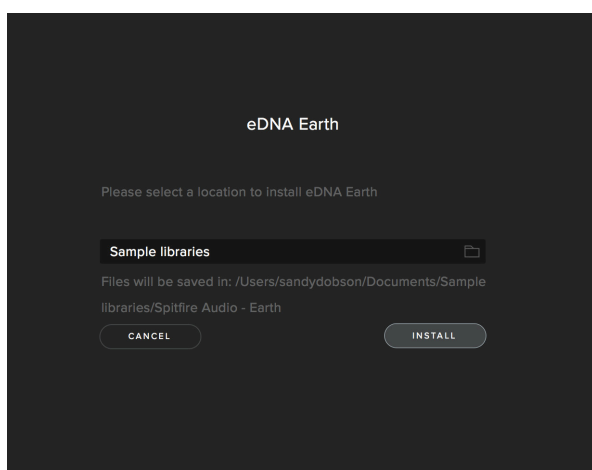 eDNA Earth
Please select a location to install eDNA Earth
Sample libraries
Files will be saved in: /Users/sandydobson/Documents/Sample
libraries/Spitfire Audio - Earth
CANCEL
INSTALL